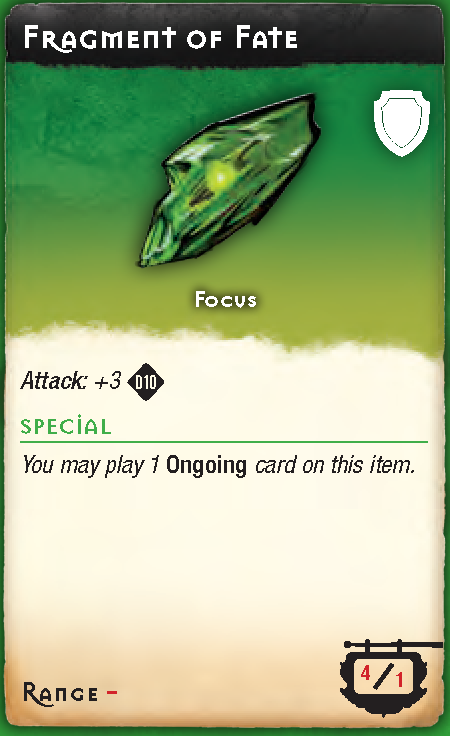 Fragment of Fate
Focus
Attack: +3 D10
SPECIAL
You may play 1 Ongoing card on this item.
Range –
4/1